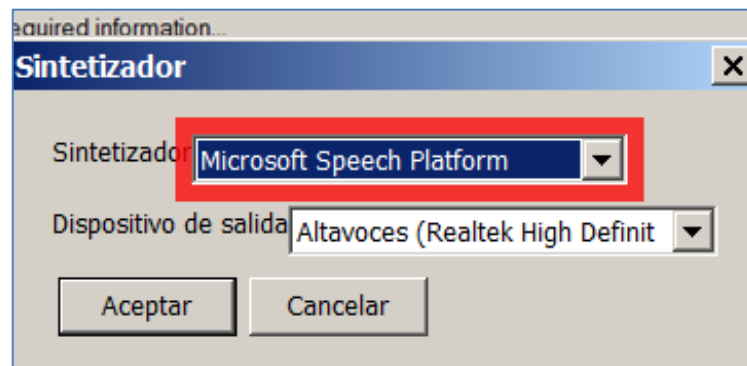 equired information...
Sintetizador
Sintetizador Microsoft Speech Platform
Dispositivo de salida Altavoces (Realtek High Definit
Aceptar Cancelar